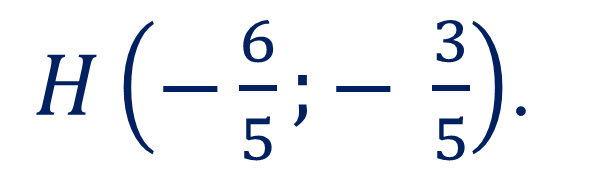 H (− 6/5 ; − 3/5).